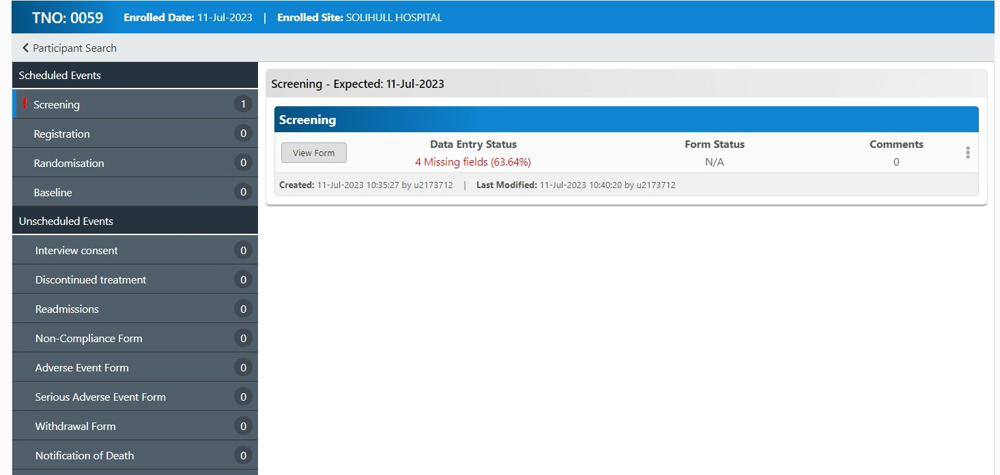 TNO: 0059 Enrolled Date: 11-Jul-2023 | Enrolled Site: SOLIHULL HOSPITAL
Participant Search
Scheduled Events
Screening 1
Registration 0
Randomisation 0
Baseline 0
Unscheduled Events
Interview consent 0
Discontinued treatment 0
Readmissions 0
Non-Compliance Form 0
Adverse Event Form 0
Serious Adverse Event Form 0
Withdrawal Form 0
Notification of Death 0
Screening - Expected: 11-Jul-2023
Screening
View Form
Data Entry Status Form Status Comments
4 Missing fields (63.64%) N/A 0
Created: 11-Jul-2023 10:35:27 by u2173712 | Last Modified: 11-Jul-2023 10:40:20 by u2173712